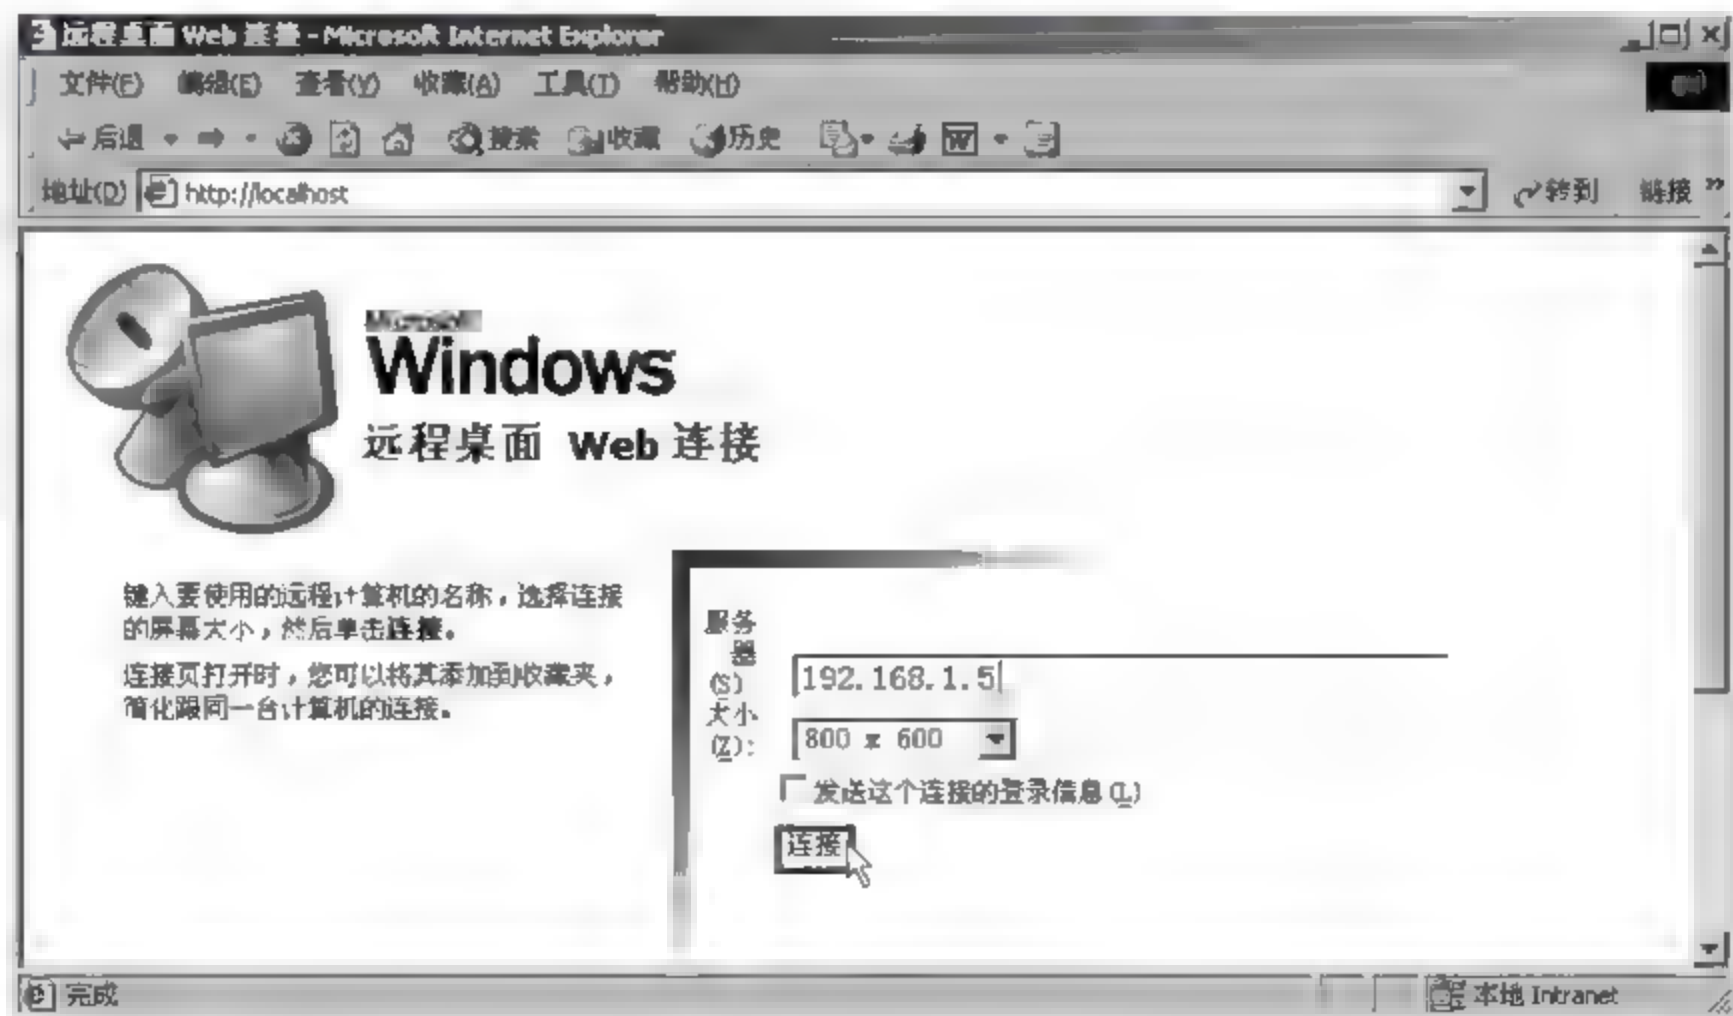 远程桌面 Web 连接 - Microsoft Internet Explorer
文件(F) 编辑(E) 查看(V) 收藏(A) 工具(T) 帮助(H)
后退 搜索 收藏 历史
地址(D) http://localhost 转到 链接 »
Microsoft
Windows
远程桌面 Web 连接
键入要使用的远程计算机的名称，选择连接
的屏幕大小，然后单击连接。
连接页打开时，您可以将其添加到收藏夹，
简化跟同一台计算机的连接。
服务
器
(S) 192.168.1.5
大小
(Z): 800 x 600
发送这个连接的登录信息(L)
连接
完成 本地 Intranet